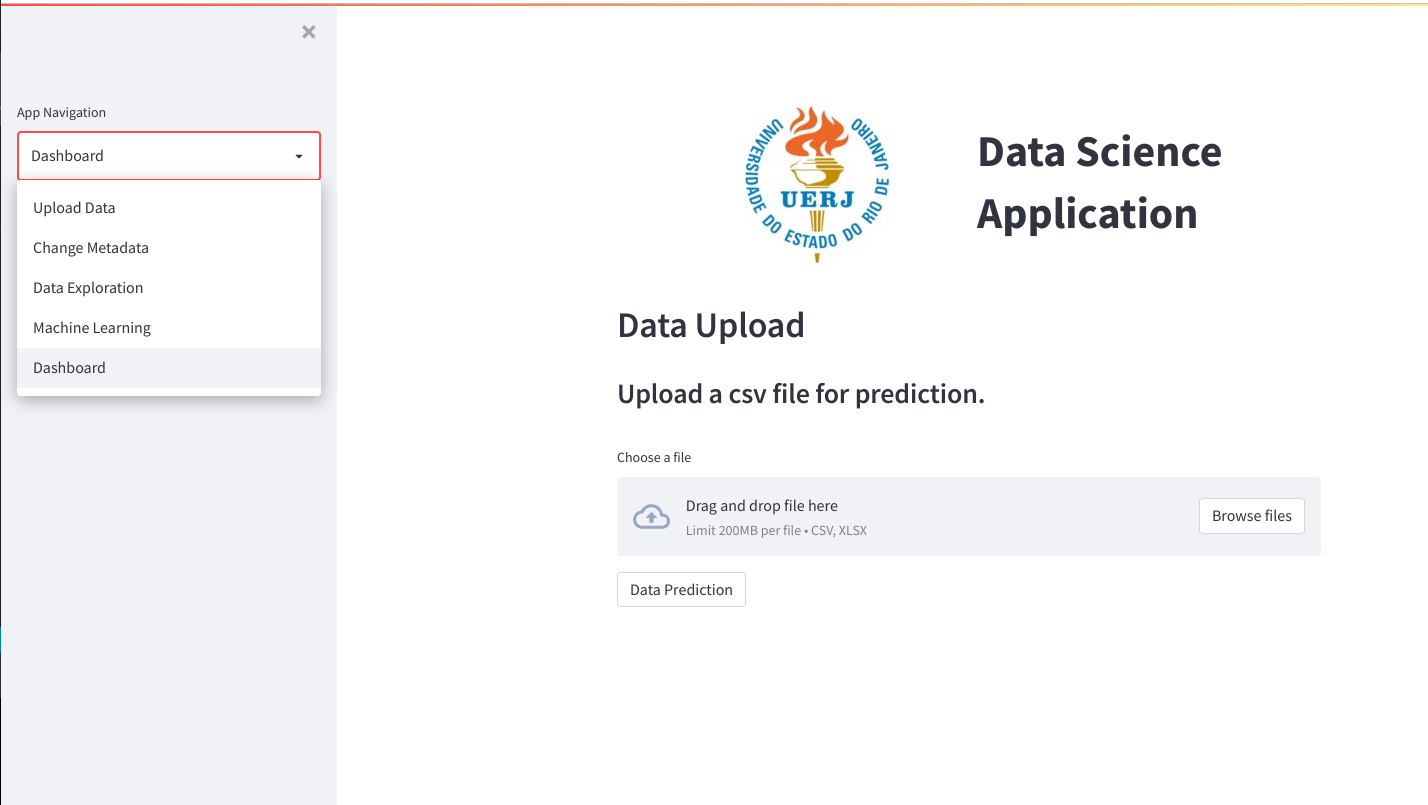 App Navigation
Dashboard
Upload Data
Change Metadata
Data Exploration
Machine Learning
Dashboard
UNIVERSIDADE DO ESTADO DO RIO DE JANEIRO
UERJ
Data Science
Application
Data Upload
Upload a csv file for prediction.
Choose a file
Drag and drop file here
Limit 200MB per file • CSV, XLSX
Browse files
Data Prediction